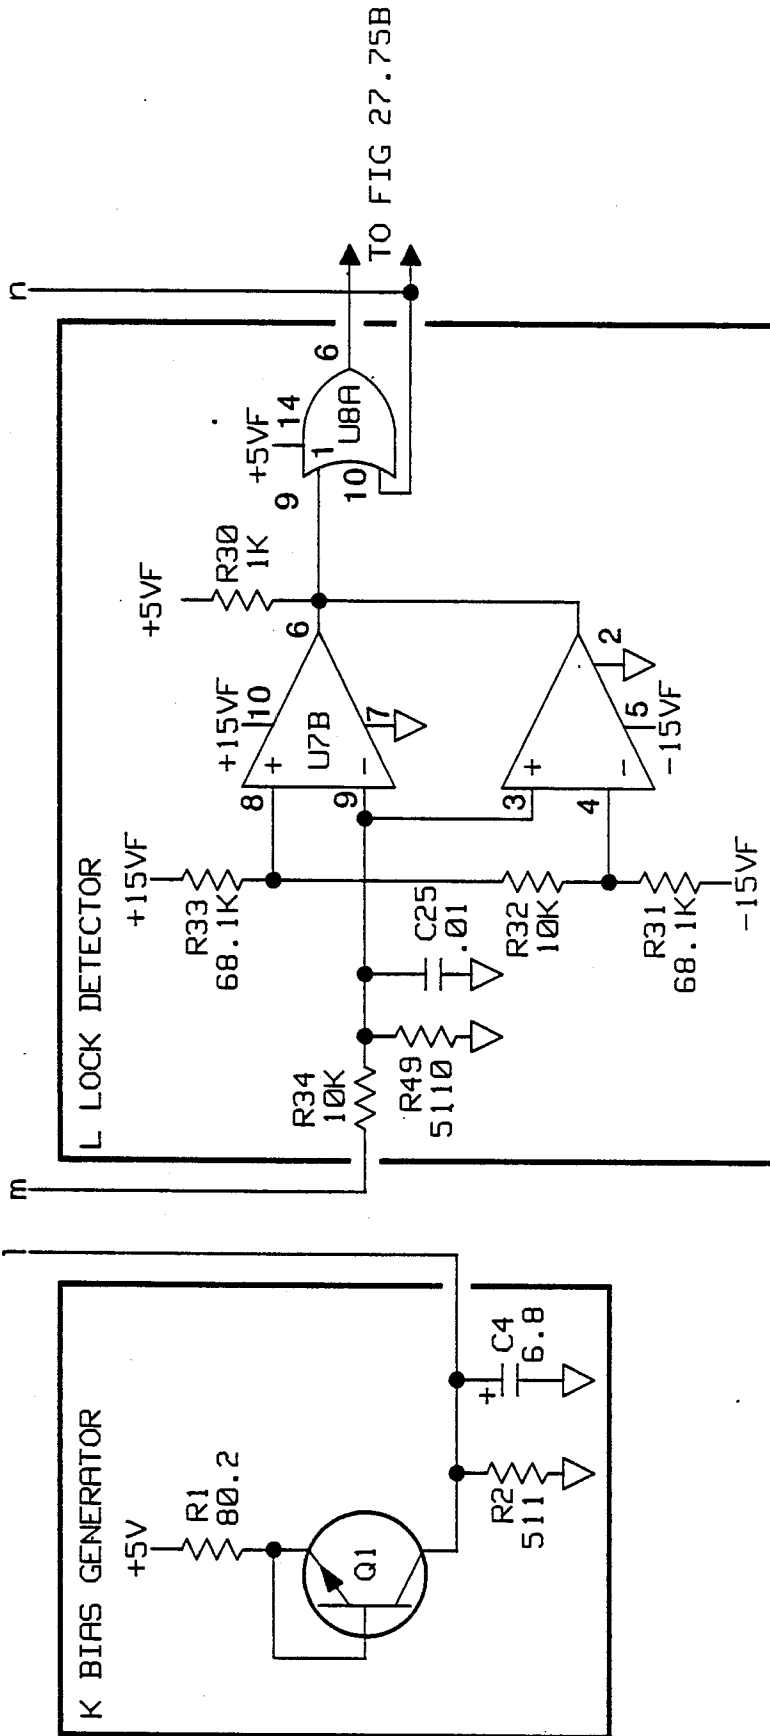 K BIAS GENERATOR
+5V
R1
80.2
Q1
R2
511
+
C4
6.8
m
L LOCK DETECTOR
R34
10K
R49
5110
C25
.01
+15VF
R33
68.1K
R32
10K
R31
68.1K
-15VF
8
+
9
-
U7B
+15VF
10
7
6
3
+
4
-
2
5
-15VF
+5VF
R30
1K
9
10
+5VF
14
1
U8A
6
n
TO FIG 27.75B